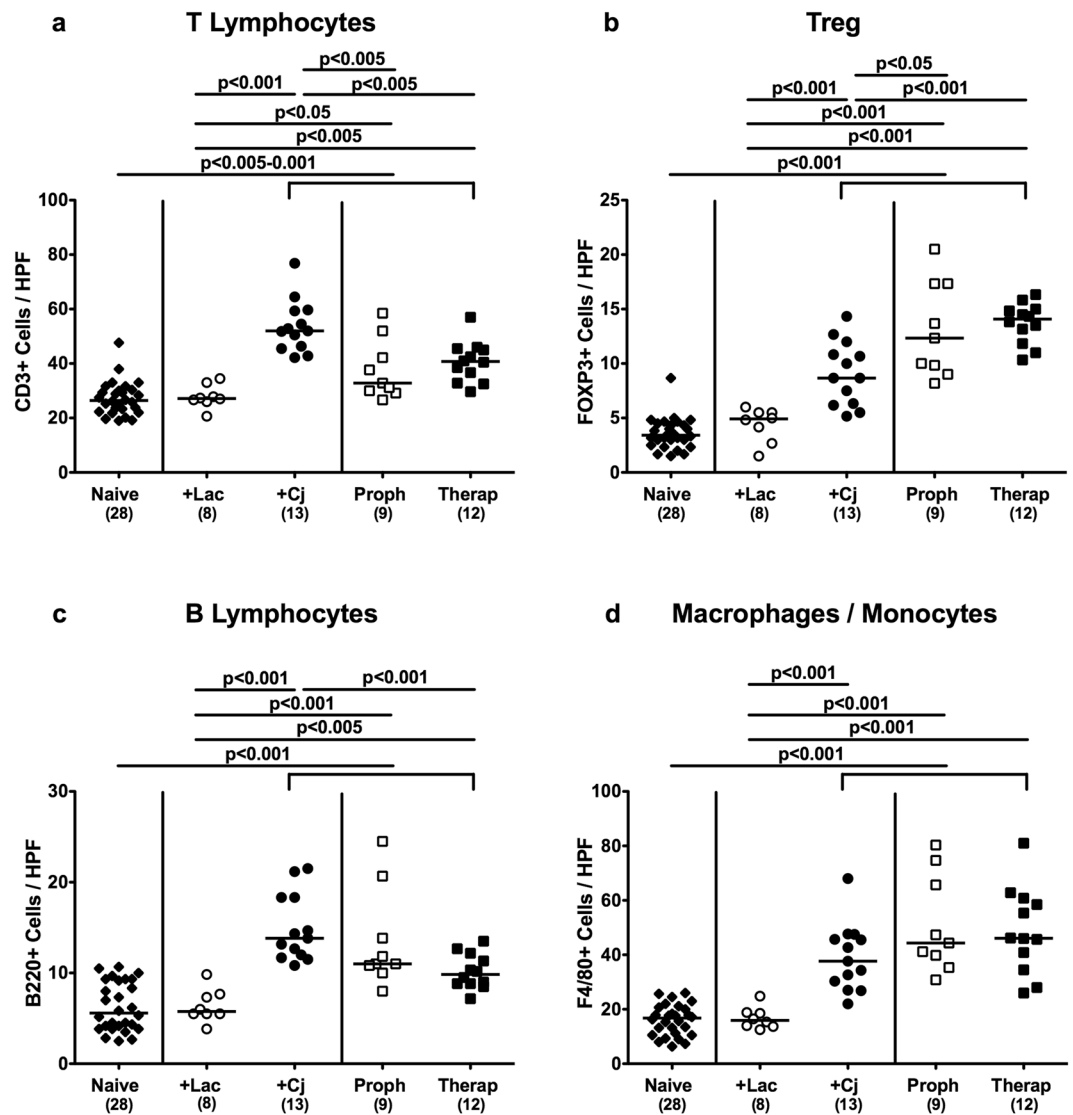 a T Lymphocytes
p<0.005
p<0.001 p<0.005
p<0.05
p<0.005
p<0.005-0.001
CD3+ Cells / HPF
100
80
60
40
20
0
Naive +Lac +Cj Proph Therap
(28) (8) (13) (9) (12)
b Treg
p<0.05
p<0.001 p<0.001
p<0.001
p<0.001
p<0.001
FOXP3+ Cells / HPF
25
20
15
10
5
0
Naive +Lac +Cj Proph Therap
(28) (8) (13) (9) (12)
c B Lymphocytes
p<0.001 p<0.001
p<0.001
p<0.005
p<0.001
B220+ Cells / HPF
30
20
10
0
Naive +Lac +Cj Proph Therap
(28) (8) (13) (9) (12)
d Macrophages / Monocytes
p<0.001
p<0.001
p<0.001
p<0.001
F4/80+ Cells / HPF
100
80
60
40
20
0
Naive +Lac +Cj Proph Therap
(28) (8) (13) (9) (12)